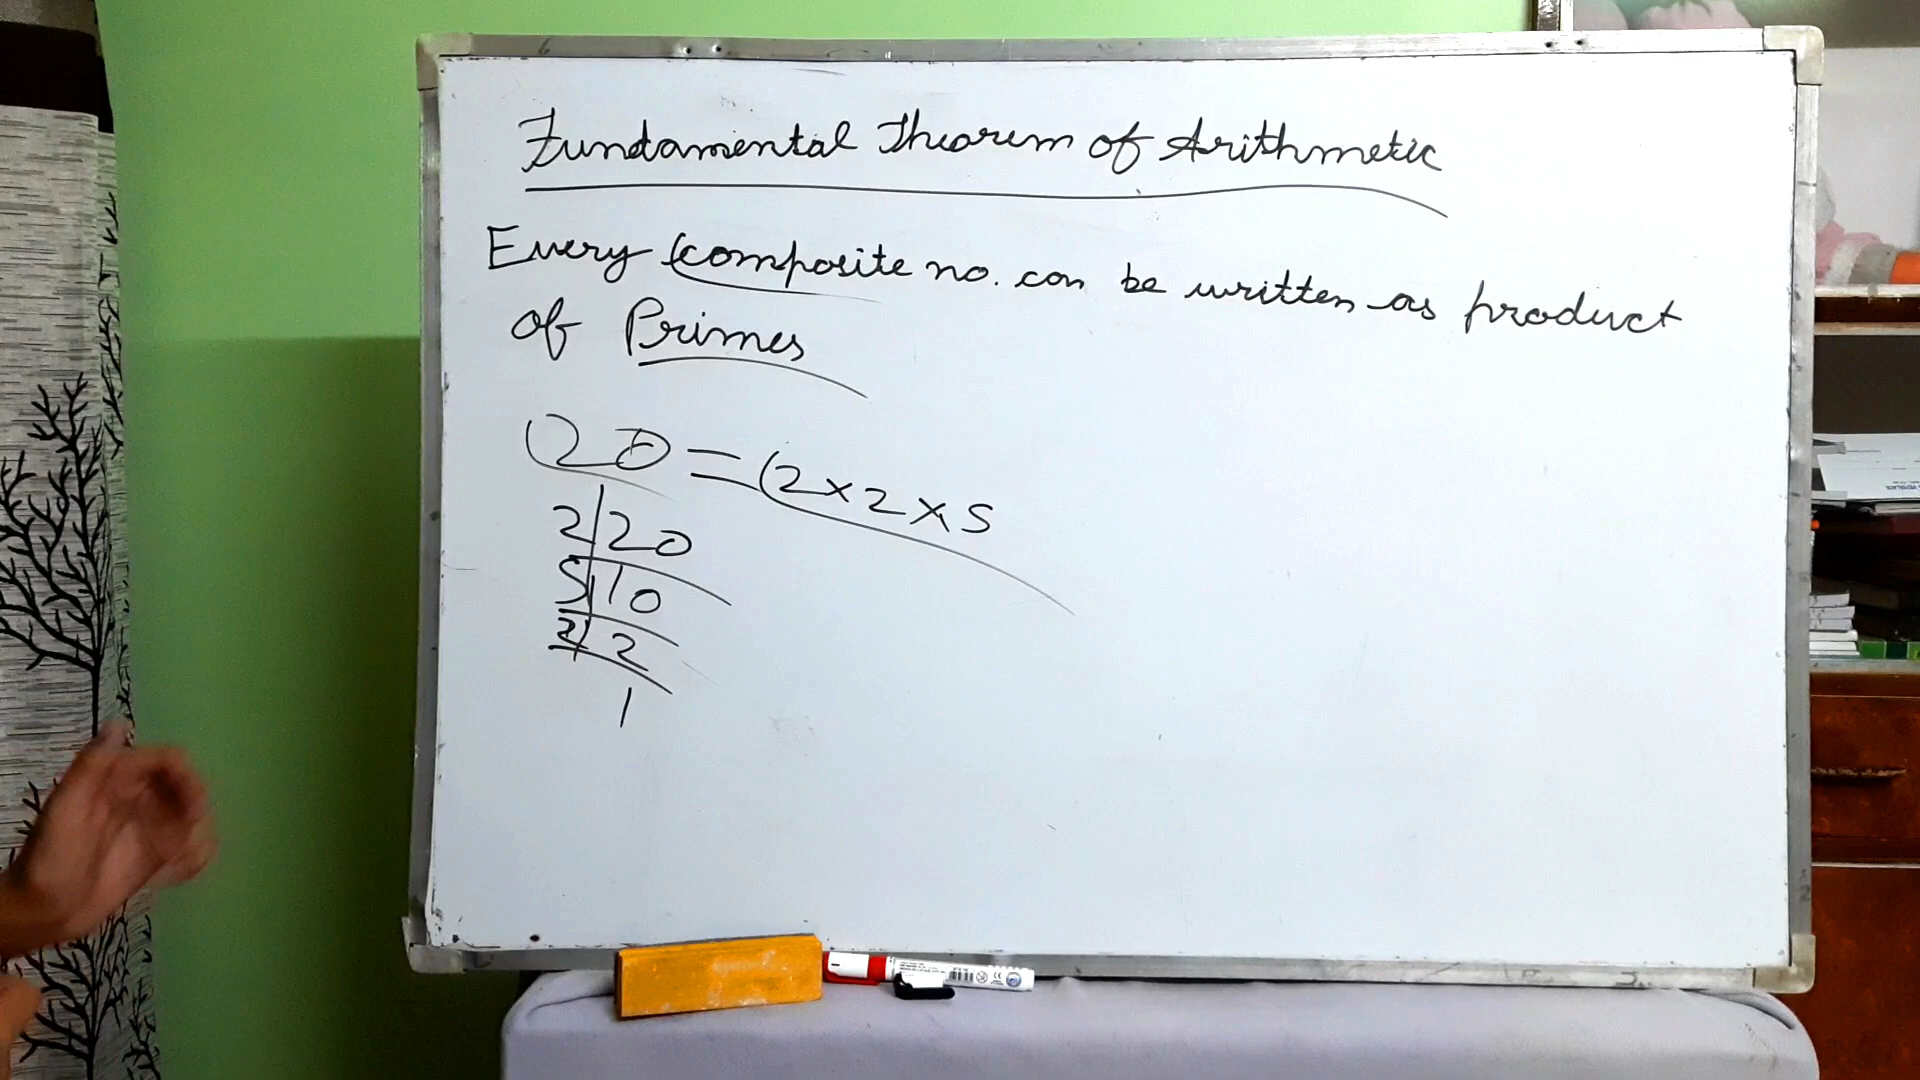 Fundamental Theorem of Arithmetic
Every composite no. can be written as product
of Primes
20 = 2×2×5
2 20
5 10
2 2
1